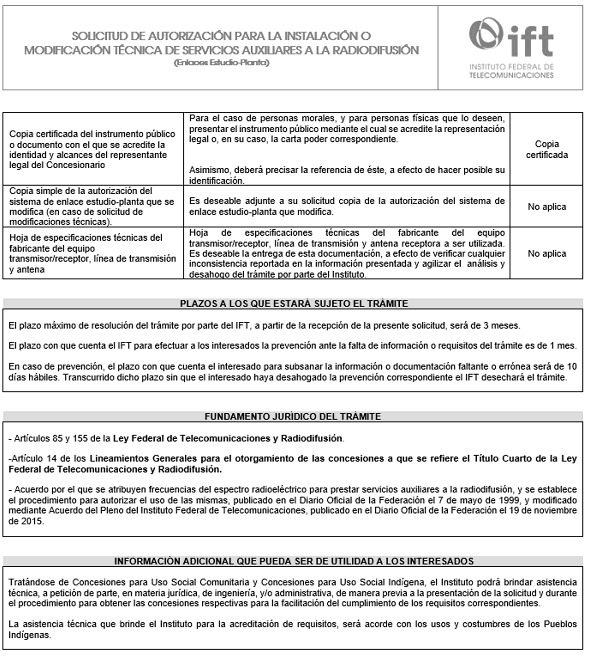 SOLICITUD DE AUTORIZACIÓN PARA LA INSTALACIÓN O
MODIFICACIÓN TÉCNICA DE SERVICIOS AUXILIARES A LA RADIODIFUSIÓN
(Enlaces Estudio-Planta)
ift
INSTITUTO FEDERAL DE
TELECOMUNICACIONES
Copia certificada del instrumento público
o documento con el que se acredite la
identidad y alcances del representante
legal del Concesionario
Para el caso de personas morales, y para personas físicas que lo deseen,
presentar el instrumento público mediante el cual se acredite la representación
legal o, en su caso, la carta poder correspondiente.
Asimismo, deberá precisar la referencia de éste, a efecto de hacer posible su
identificación.
Copia
certificada
Copia simple de la autorización del
sistema de enlace estudio-planta que se
modifica (en caso de solicitud de
modificaciones técnicas).
Es deseable adjunte a su solicitud copia de la autorización del sistema de
enlace estudio-planta que modifica.
No aplica
Hoja de especificaciones técnicas del
fabricante del equipo
transmisor/receptor, línea de transmisión
y antena
Hoja de especificaciones técnicas del fabricante del equipo
transmisor/receptor, línea de transmisión y antena receptora a ser utilizada.
Es deseable la entrega de esta documentación, a efecto de verificar cualquier
inconsistencia reportada en la información presentada y agilizar el análisis y
desahogo del trámite por parte del Instituto.
No aplica
PLAZOS A LOS QUE ESTARÁ SUJETO EL TRÁMITE
El plazo máximo de resolución del trámite por parte del IFT, a partir de la recepción de la presente solicitud, será de 3 meses.
El plazo con que cuenta el IFT para efectuar a los interesados la prevención ante la falta de información o requisitos del trámite es de 1 mes.
En caso de prevención, el plazo con que cuenta el interesado para subsanar la información o documentación faltante o errónea será de 10
días hábiles. Transcurrido dicho plazo sin que el interesado haya desahogado la prevención correspondiente el IFT desechará el trámite.
FUNDAMENTO JURÍDICO DEL TRÁMITE
- Artículos 85 y 155 de la Ley Federal de Telecomunicaciones y Radiodifusión.
-Artículo 14 de los Lineamientos Generales para el otorgamiento de las concesiones a que se refiere el Título Cuarto de la Ley
Federal de Telecomunicaciones y Radiodifusión.
- Acuerdo por el que se atribuyen frecuencias del espectro radioeléctrico para prestar servicios auxiliares a la radiodifusión, y se establece
el procedimiento para autorizar el uso de las mismas, publicado en el Diario Oficial de la Federación el 7 de mayo de 1999, y modificado
mediante Acuerdo del Pleno del Instituto Federal de Telecomunicaciones, publicado en el Diario Oficial de la Federación el 19 de noviembre
de 2015.
INFORMACIÓN ADICIONAL QUE PUEDA SER DE UTILIDAD A LOS INTERESADOS
Tratándose de Concesiones para Uso Social Comunitaria y Concesiones para Uso Social Indígena, el Instituto podrá brindar asistencia
técnica, a petición de parte, en materia jurídica, de ingeniería, y/o administrativa, de manera previa a la presentación de la solicitud y durante
el procedimiento para obtener las concesiones respectivas para la facilitación del cumplimiento de los requisitos correspondientes.
La asistencia técnica que brinde el Instituto para la acreditación de requisitos, será acorde con los usos y costumbres de los Pueblos
Indígenas.